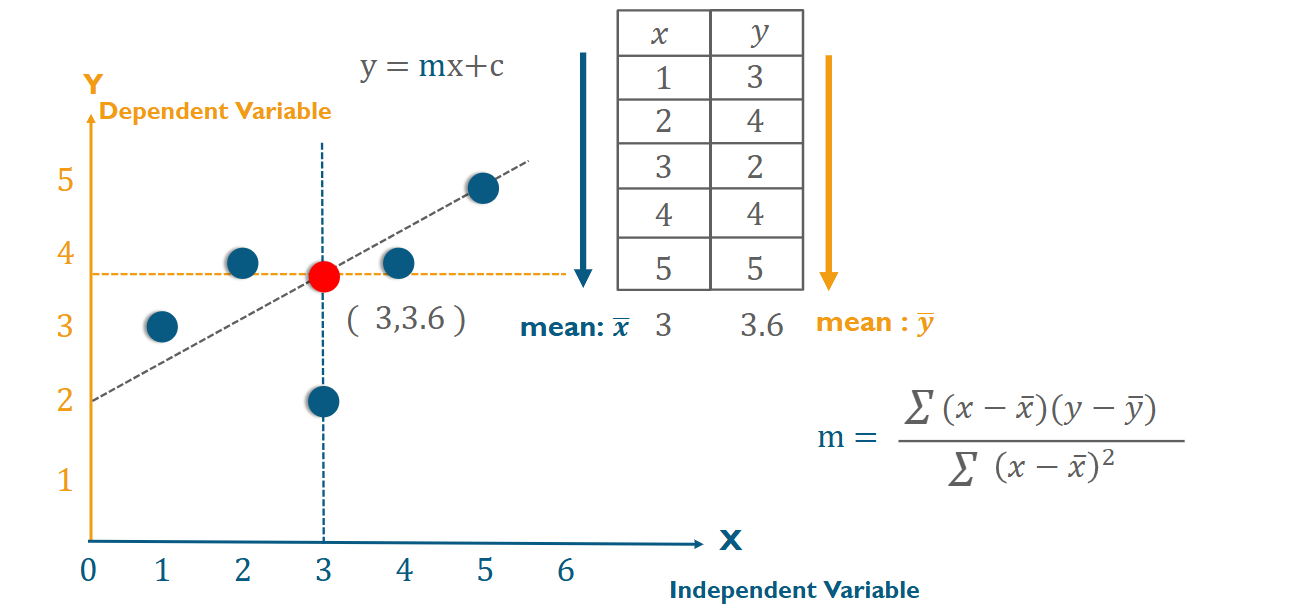 y = mx+c
Y
Dependent Variable
5
4
3
2
1
0 1 2 3 4 5 6
X
Independent Variable
( 3,3.6 )
x y
1 3
2 4
3 2
4 4
5 5
mean: x̅ 3 3.6 mean : y̅
m = Σ (x − x̅)(y − y̅)
Σ (x − x̅)²